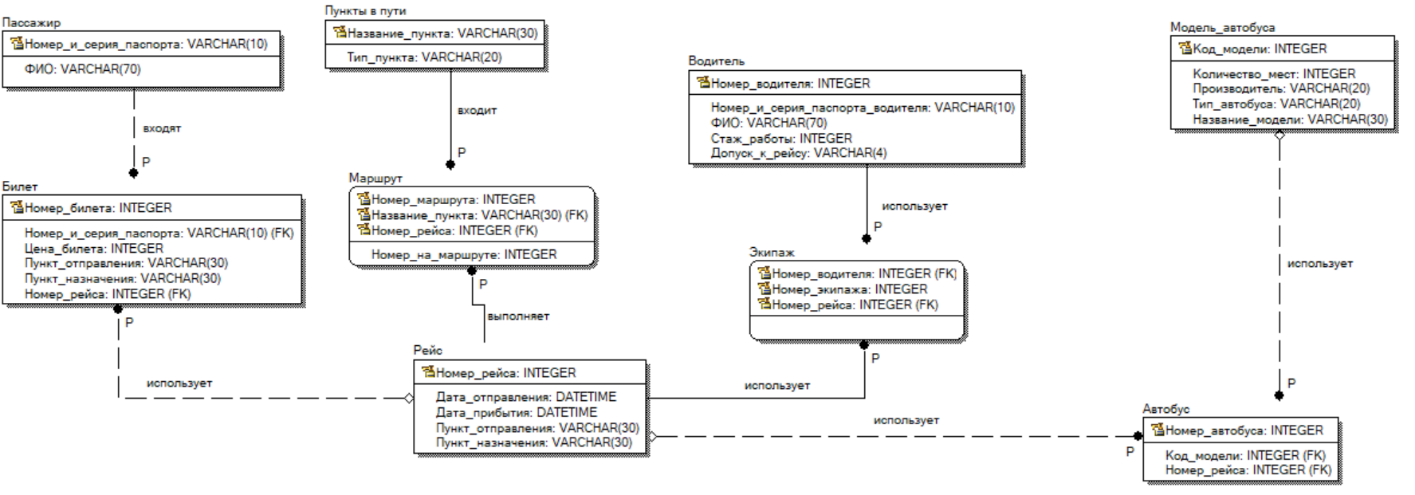 Пассажир
Номер_и_серия_паспорта: VARCHAR(10)
ФИО: VARCHAR(70)
входят
P
Билет
Номер_билета: INTEGER
Номер_и_серия_паспорта: VARCHAR(10) (FK)
Цена_билета: INTEGER
Пункт_отправления: VARCHAR(30)
Пункт_назначения: VARCHAR(30)
Номер_рейса: INTEGER (FK)
P
использует
Пункты в пути
Название_пункта: VARCHAR(30)
Тип_пункта: VARCHAR(20)
входит
P
Маршрут
Номер_маршрута: INTEGER
Название_пункта: VARCHAR(30) (FK)
Номер_рейса: INTEGER (FK)
Номер_на_маршруте: INTEGER
P
выполняет
Рейс
Номер_рейса: INTEGER
Дата_отправления: DATETIME
Дата_прибытия: DATETIME
Пункт_отправления: VARCHAR(30)
Пункт_назначения: VARCHAR(30)
Водитель
Номер_водителя: INTEGER
Номер_и_серия_паспорта_водителя: VARCHAR(10)
ФИО: VARCHAR(70)
Стаж_работы: INTEGER
Допуск_к_рейсу: VARCHAR(4)
использует
P
Экипаж
Номер_водителя: INTEGER (FK)
Номер_экипажа: INTEGER
Номер_рейса: INTEGER (FK)
P
использует
использует
P
Модель_автобуса
Код_модели: INTEGER
Количество_мест: INTEGER
Производитель: VARCHAR(20)
Тип_автобуса: VARCHAR(20)
Название_модели: VARCHAR(30)
использует
P
Автобус
Номер_автобуса: INTEGER
Код_модели: INTEGER (FK)
Номер_рейса: INTEGER (FK)